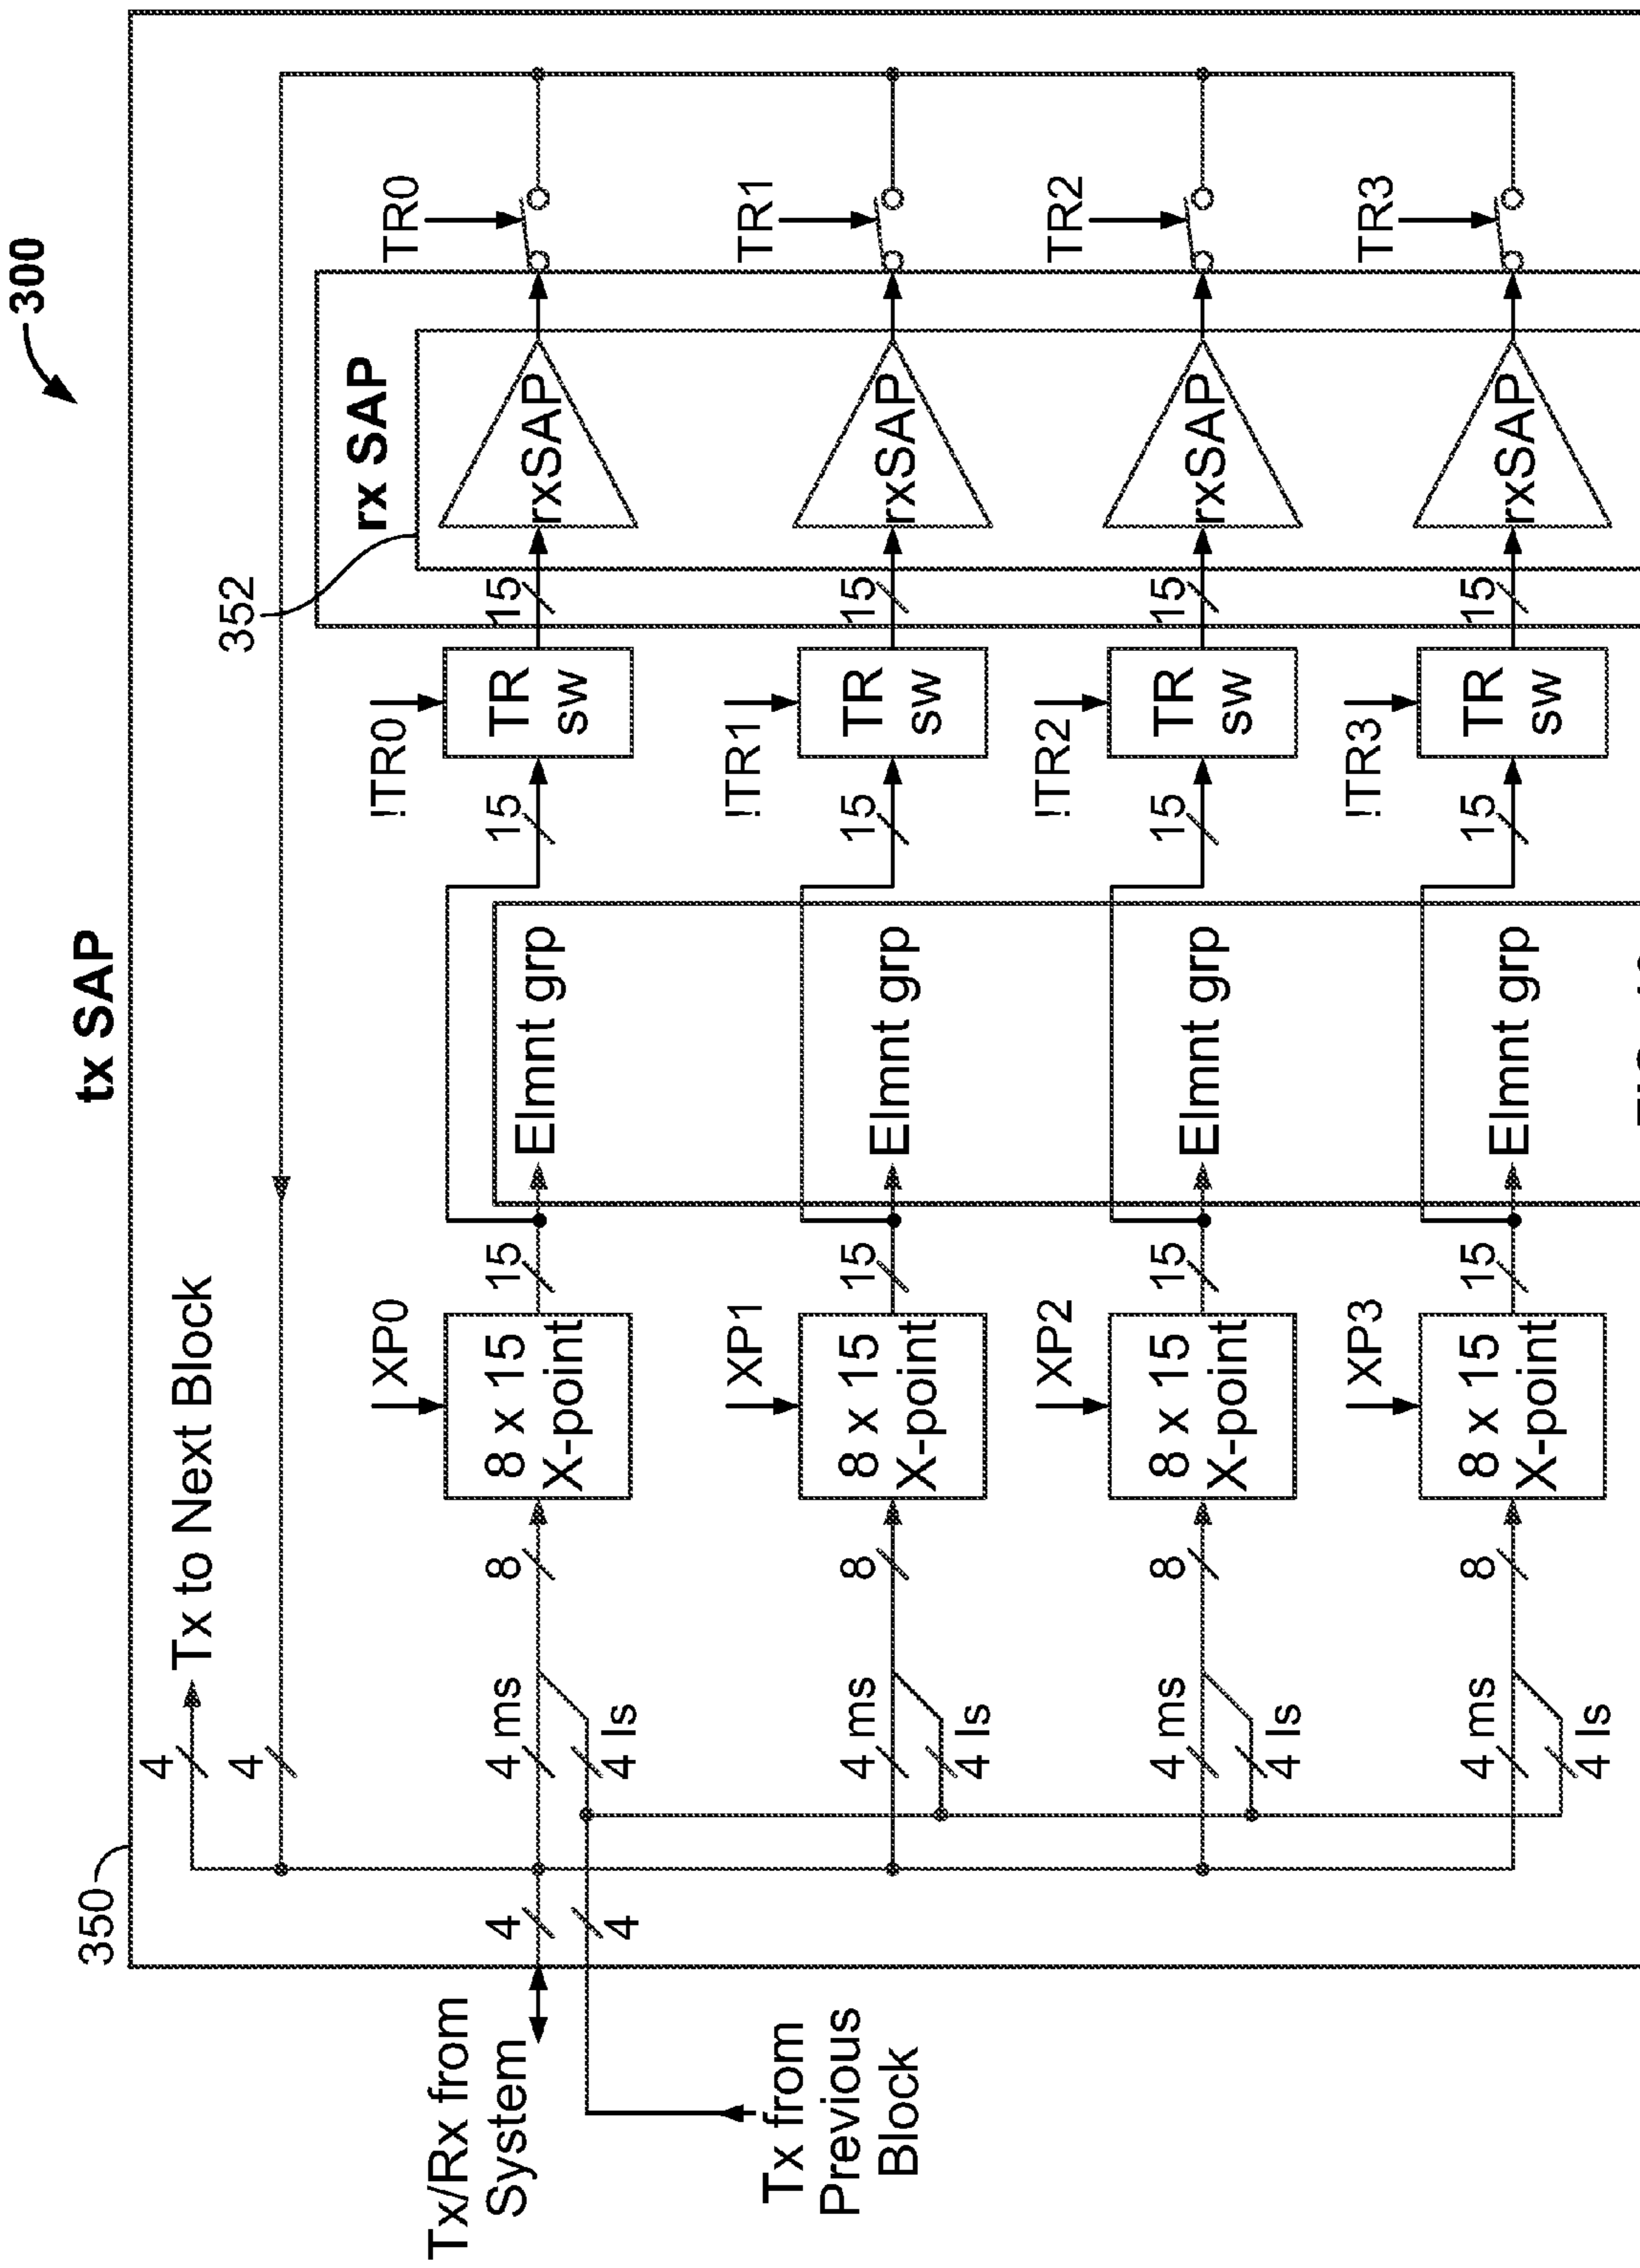 300
tx SAP
350
4
Tx to Next Block
4
352
rx SAP
Tx/Rx from
System
4
4 ms
8
XP0
8 x 15
X-point
15
Elmnt grp
15
!TR0
TR
sw
15
rxSAP
TR0
4
4 ls
Tx from
Previous
Block
4 ms
4 ls
8
XP1
8 x 15
X-point
15
Elmnt grp
15
!TR1
TR
sw
15
rxSAP
TR1
4 ms
4 ls
8
XP2
8 x 15
X-point
15
Elmnt grp
15
!TR2
TR
sw
15
rxSAP
TR2
4 ms
4 ls
8
XP3
8 x 15
X-point
15
Elmnt grp
15
!TR3
TR
sw
15
rxSAP
TR3